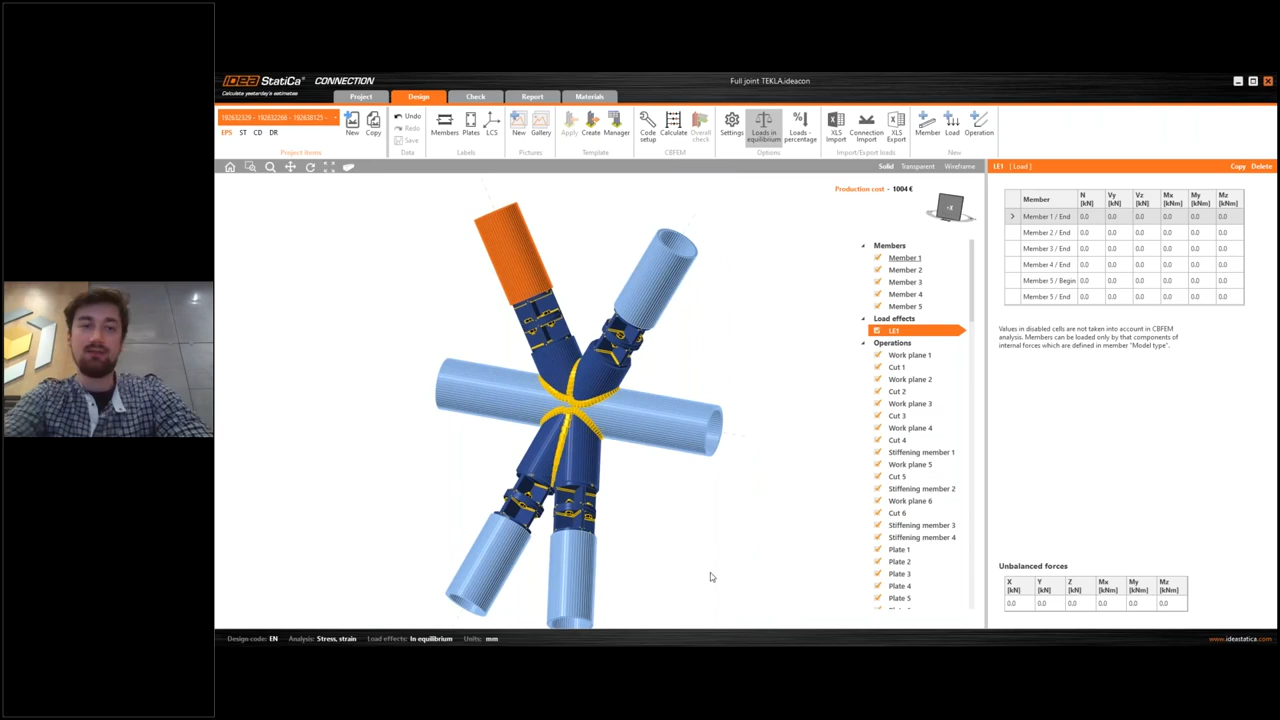 IDEA StatiCa® CONNECTION
Calculate yesterday's estimates
Full joint TEKLA.ideacon
Project Design Check Report Materials
192632329 - 192632266 - 192638125 -
EPS ST CD DR
New Copy
Project items
Undo
Redo
Save
Data
Members Plates LCS
Labels
New Gallery
Pictures
Apply Create Manager
Template
Code setup Calculate Overall check
CBFEM
Settings Loads in equilibrium Loads - percentage
Options
XLS Import Connection Import XLS Export
Import/Export loads
Member Load Operation
New
Solid Transparent Wireframe
LE1 [ Load ] Copy Delete
Production cost - 1004 €
Members
Member 1
Member 2
Member 3
Member 4
Member 5
Load effects
LE1
Operations
Work plane 1
Cut 1
Work plane 2
Cut 2
Work plane 3
Cut 3
Work plane 4
Cut 4
Stiffening member 1
Work plane 5
Cut 5
Stiffening member 2
Work plane 6
Cut 6
Stiffening member 3
Stiffening member 4
Plate 1
Plate 2
Plate 3
Plate 4
Plate 5
Member N [kN] Vy [kN] Vz [kN] Mx [kNm] My [kNm] Mz [kNm]
Member 1 / End 0.0 0.0 0.0 0.0 0.0 0.0
Member 2 / End 0.0 0.0 0.0 0.0 0.0 0.0
Member 3 / End 0.0 0.0 0.0 0.0 0.0 0.0
Member 4 / End 0.0 0.0 0.0 0.0 0.0 0.0
Member 5 / Begin 0.0 0.0 0.0 0.0 0.0 0.0
Member 5 / End 0.0 0.0 0.0 0.0 0.0 0.0
Values in disabled cells are not taken into account in CBFEM
analysis. Members can be loaded only by that components of
internal forces which are defined in member "Model type".
Unbalanced forces
X [kN] Y [kN] Z [kN] Mx [kNm] My [kNm] Mz [kNm]
0.0 0.0 0.0 0.0 0.0 0.0
Design code: EN Analysis: Stress, strain Load effects: In equilibrium Units: mm
www.ideastatica.com